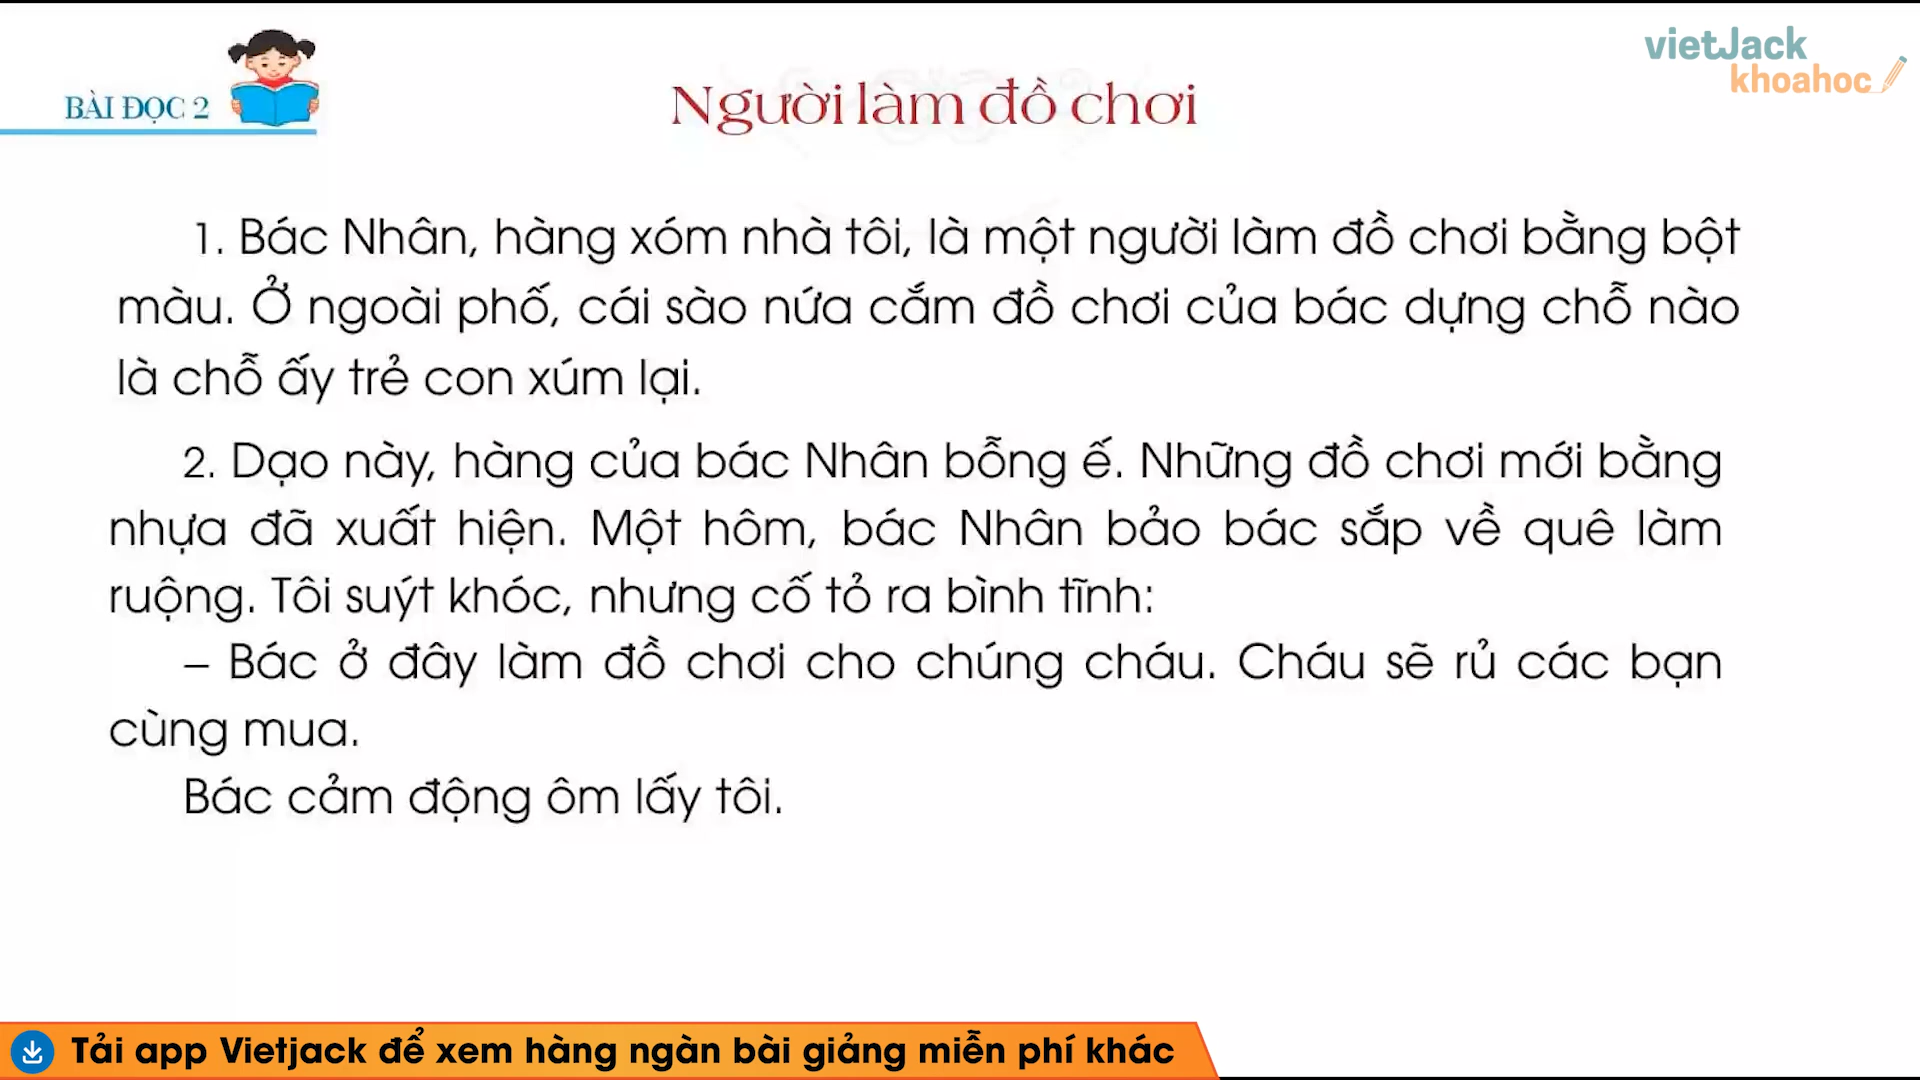 vietJack
khoahoc
BÀI ĐỌC 2
Người làm đồ chơi
1. Bác Nhân, hàng xóm nhà tôi, là một người làm đồ chơi bằng bột
màu. Ở ngoài phố, cái sào nứa cắm đồ chơi của bác dựng chỗ nào
là chỗ ấy trẻ con xúm lại.
2. Dạo này, hàng của bác Nhân bỗng ế. Những đồ chơi mới bằng
nhựa đã xuất hiện. Một hôm, bác Nhân bảo bác sắp về quê làm
ruộng. Tôi suýt khóc, nhưng cố tỏ ra bình tĩnh:
– Bác ở đây làm đồ chơi cho chúng cháu. Cháu sẽ rủ các bạn
cùng mua.
Bác cảm động ôm lấy tôi.
Tải app Vietjack để xem hàng ngàn bài giảng miễn phí khác